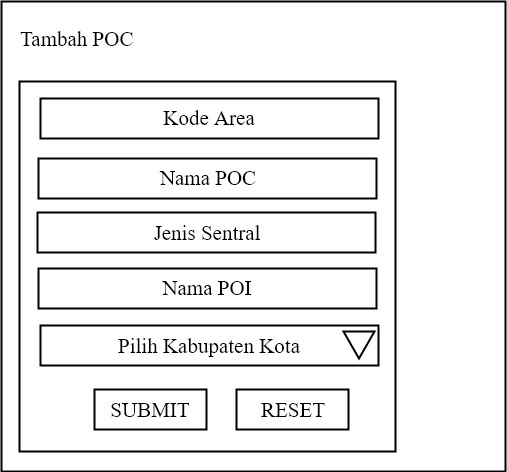 Tambah POC
Kode Area
Nama POC
Jenis Sentral
Nama POI
Pilih Kabupaten Kota
SUBMIT RESET